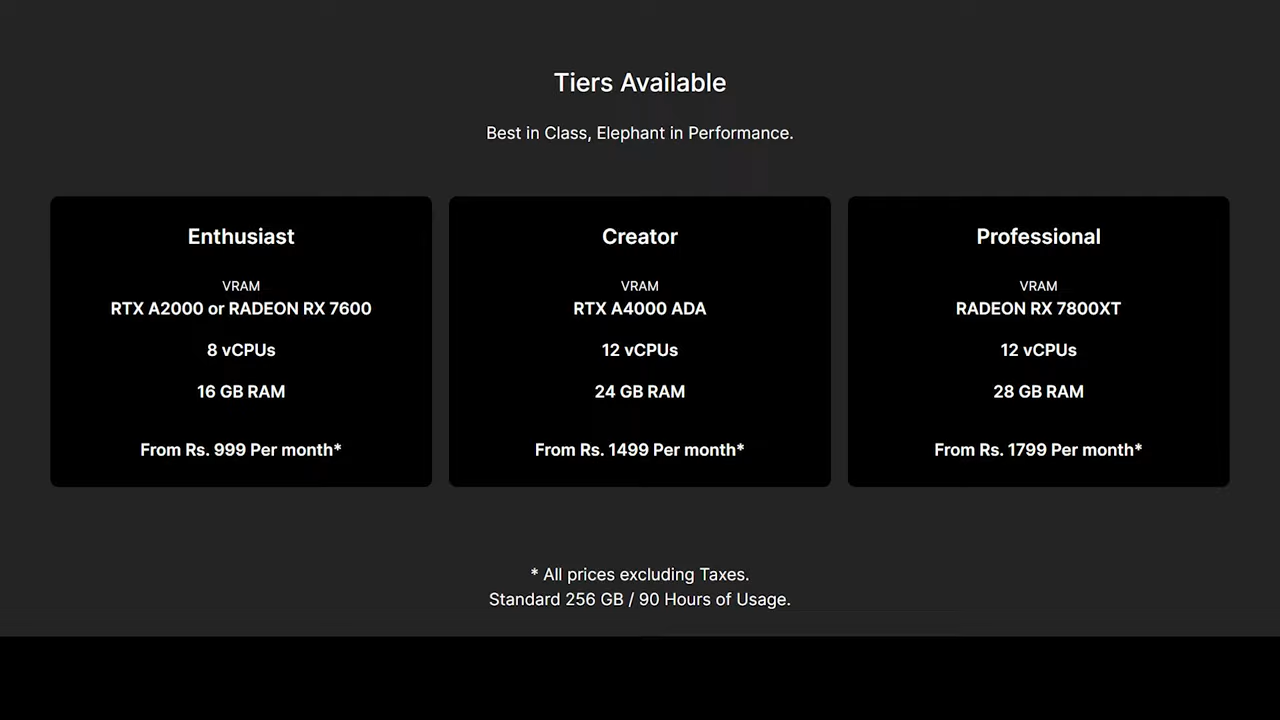 Tiers Available
Best in Class, Elephant in Performance.
Enthusiast
VRAM
RTX A2000 or RADEON RX 7600
8 vCPUs
16 GB RAM
From Rs. 999 Per month*
Creator
VRAM
RTX A4000 ADA
12 vCPUs
24 GB RAM
From Rs. 1499 Per month*
Professional
VRAM
RADEON RX 7800XT
12 vCPUs
28 GB RAM
From Rs. 1799 Per month*
* All prices excluding Taxes.
Standard 256 GB / 90 Hours of Usage.